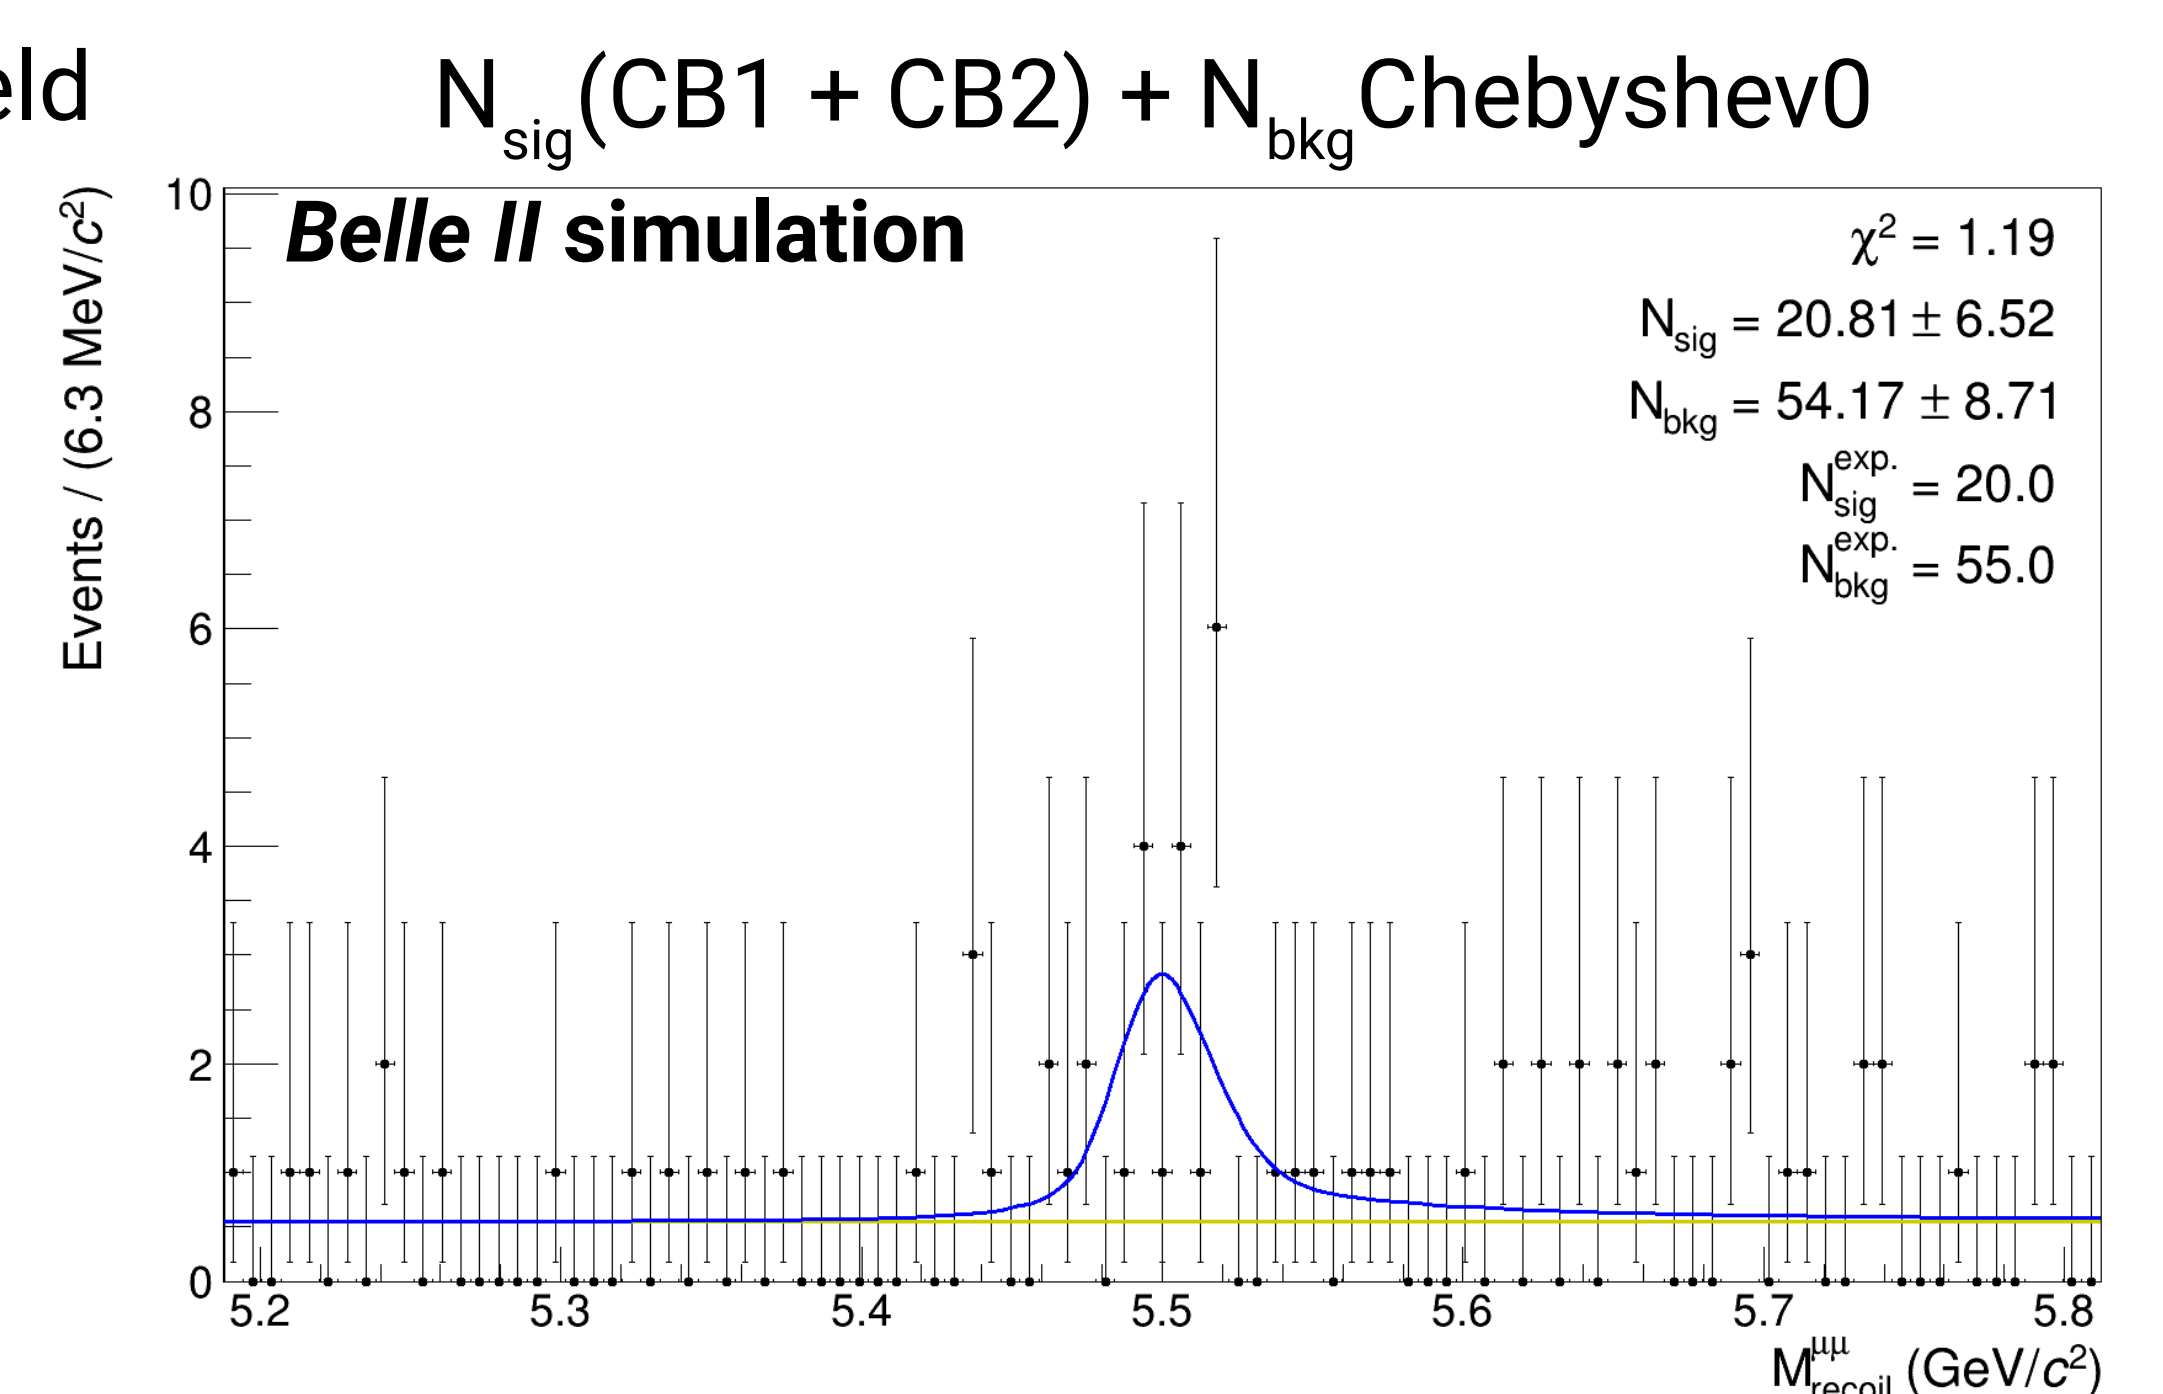 eld
N_sig(CB1 + CB2) + N_bkgChebyshev0
Events / (6.3 MeV/c²)
Belle II simulation
χ² = 1.19
N_sig = 20.81 ± 6.52
N_bkg = 54.17 ± 8.71
N_sig^exp. = 20.0
N_bkg^exp. = 55.0
10
8
6
4
2
0
5.2 5.3 5.4 5.5 5.6 5.7 5.8
M_recoil^μμ (GeV/c²)